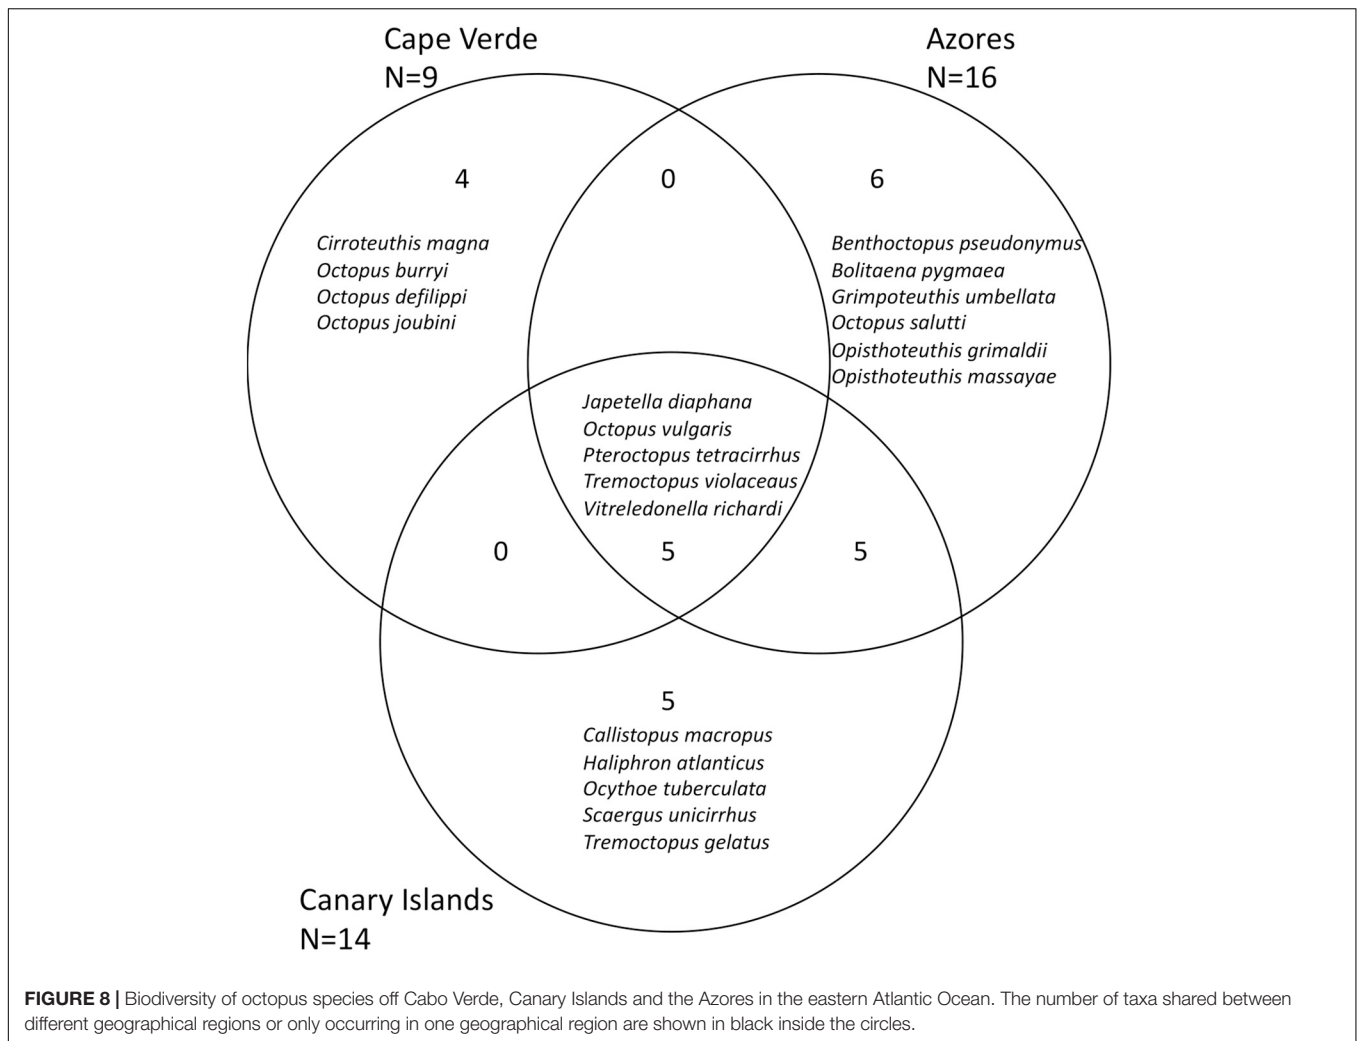 Cape Verde
N=9
Azores
N=16
4
0
6
Cirroteuthis magna
Octopus burryi
Octopus defilippi
Octopus joubini
Benthoctopus pseudonymus
Bolitaena pygmaea
Grimpoteuthis umbellata
Octopus salutti
Opisthoteuthis grimaldii
Opisthoteuthis massayae
Japetella diaphana
Octopus vulgaris
Pteroctopus tetracirrhus
Tremoctopus violaceaus
Vitreledonella richardi
0
5
5
5
Callistopus macropus
Haliphron atlanticus
Ocythoe tuberculata
Scaergus unicirrhus
Tremoctopus gelatus
Canary Islands
N=14
FIGURE 8 | Biodiversity of octopus species off Cabo Verde, Canary Islands and the Azores in the eastern Atlantic Ocean. The number of taxa shared between
different geographical regions or only occurring in one geographical region are shown in black inside the circles.